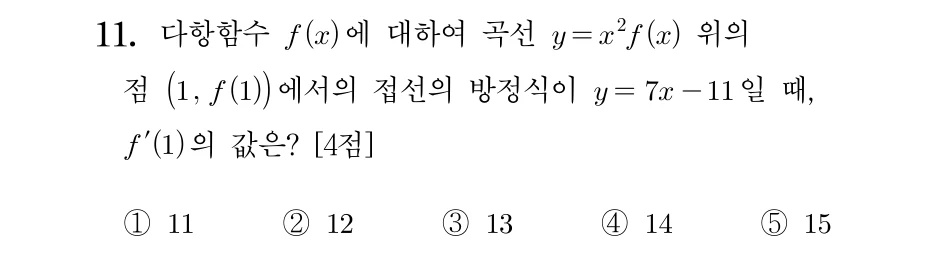 11. 다항함수 f(x)에 대하여 곡선 y=x²f(x) 위의
점 (1, f(1))에서의 접선의 방정식이 y= 7x-11일 때,
f′(1)의 값은? [4점]
① 11 ② 12 ③ 13 ④ 14 ⑤ 15